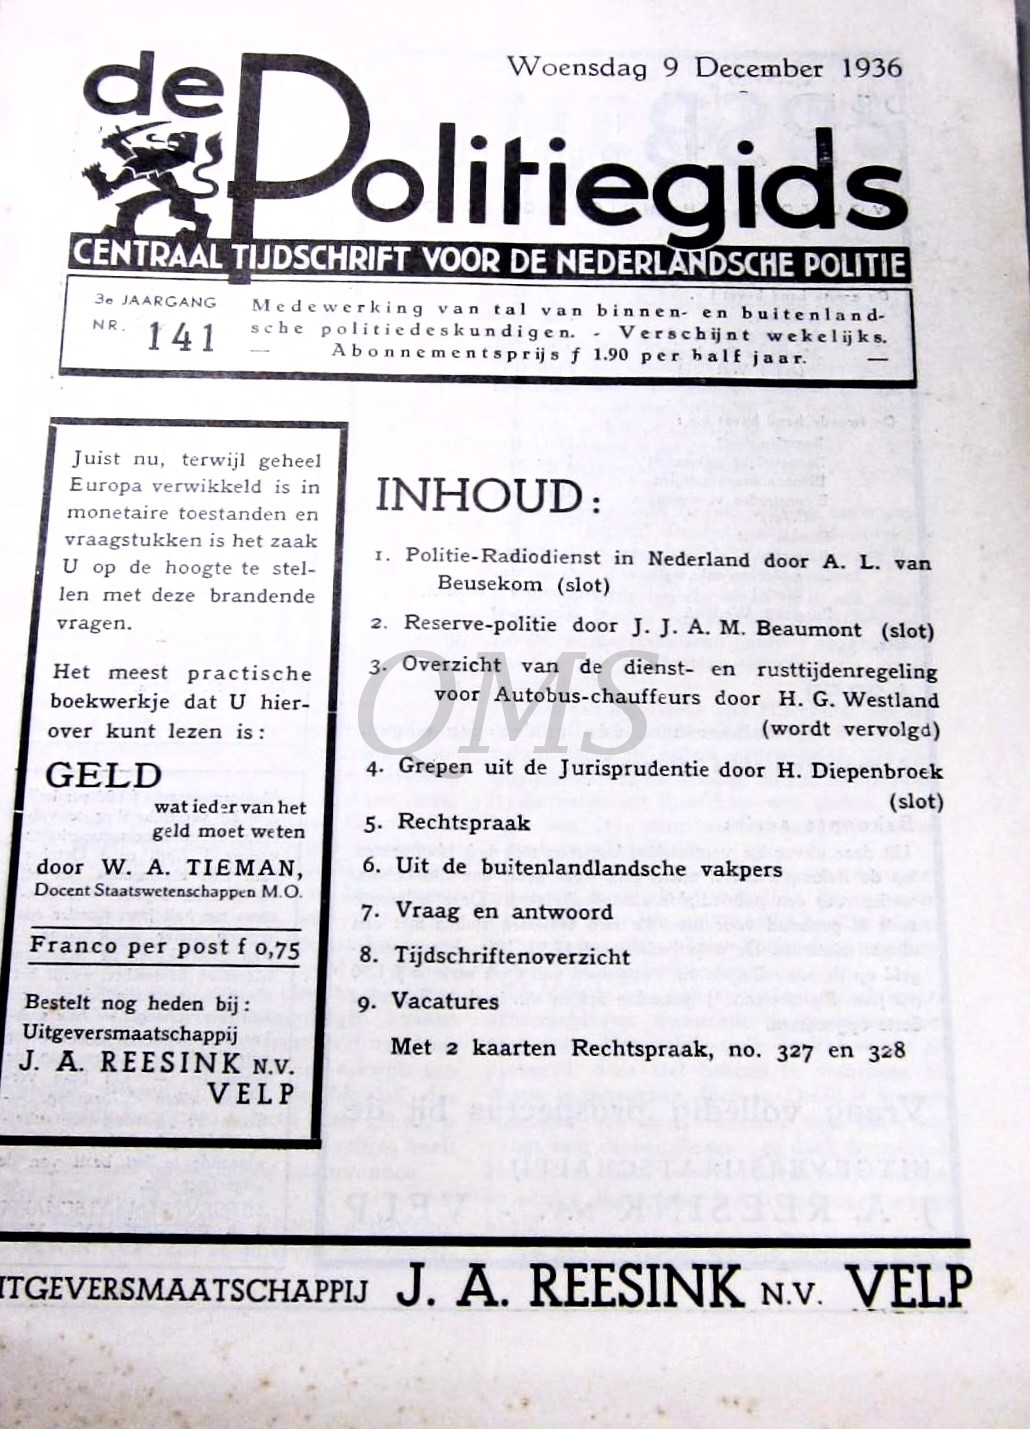 Woensdag 9 December 1936
de Politiegids
CENTRAAL TIJDSCHRIFT VOOR DE NEDERLANDSCHE POLITIE
3e JAARGANG
NR. 141
Medewerking van tal van binnen- en buitenland-
sche politiedeskundigen. - Verschijnt wekelijks.
— Abonnementsprijs f 1.90 per half jaar. —
Juist nu, terwijl geheel
Europa verwikkeld is in
monetaire toestanden en
vraagstukken is het zaak
U op de hoogte te stel-
len met deze brandende
vragen.
Het meest practische
boekwerkje dat U hier-
over kunt lezen is:
GELD
wat ieder van het
geld moet weten
door W. A. TIEMAN,
Docent Staatswetenschappen M.O.
Franco per post f 0,75
Bestelt nog heden bij:
Uitgeversmaatschappij
J. A. REESINK N.V.
VELP
INHOUD:
1. Politie-Radiodienst in Nederland door A. L. van
Beusekom (slot)
2. Reserve-politie door J. J. A. M. Beaumont (slot)
3. Overzicht van de dienst- en rusttijdenregeling
voor Autobus-chauffeurs door H. G. Westland
(wordt vervolgd)
4. Grepen uit de Jurisprudentie door H. Diepenbroek
(slot)
5. Rechtspraak
6. Uit de buitenlandlandsche vakpers
7. Vraag en antwoord
8. Tijdschriftenoverzicht
9. Vacatures
Met 2 kaarten Rechtspraak, no. 327 en 328
QMS
ITGEVERSMAATSCHAPPIJ J. A. REESINK N.V. VELP